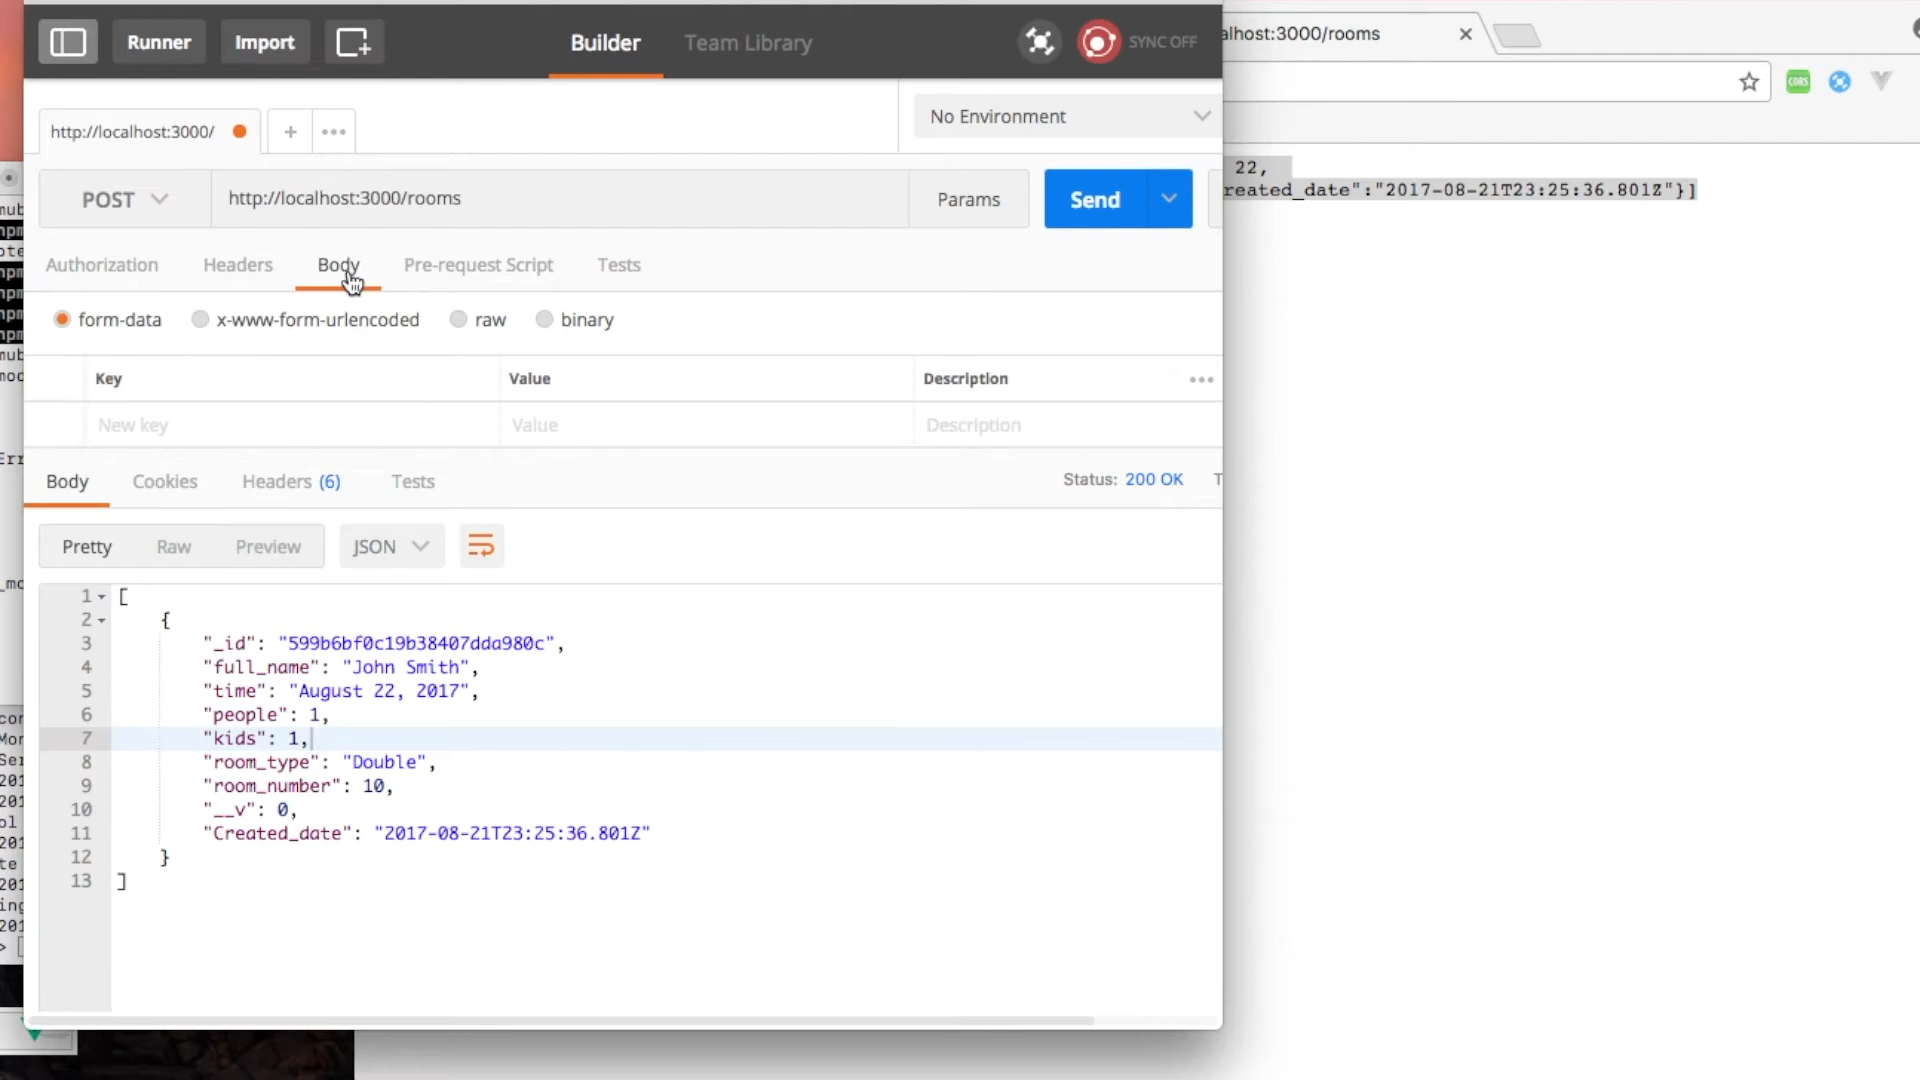 Runner Import Builder Team Library SYNC OFF
http://localhost:3000/ No Environment
POST http://localhost:3000/rooms Params Send
Authorization Headers Body Pre-request Script Tests
form-data x-www-form-urlencoded raw binary
Key Value Description
New key Value Description
Body Cookies Headers (6) Tests Status: 200 OK
Pretty Raw Preview JSON
1 [
2 {
3 "_id": "599b6bf0c19b38407dda980c",
4 "full_name": "John Smith",
5 "time": "August 22, 2017",
6 "people": 1,
7 "kids": 1,
8 "room_type": "Double",
9 "room_number": 10,
10 "__v": 0,
11 "Created_date": "2017-08-21T23:25:36.801Z"
12 }
13 ]
alhost:3000/rooms
CORS
22,
reated_date":"2017-08-21T23:25:36.801Z"}]